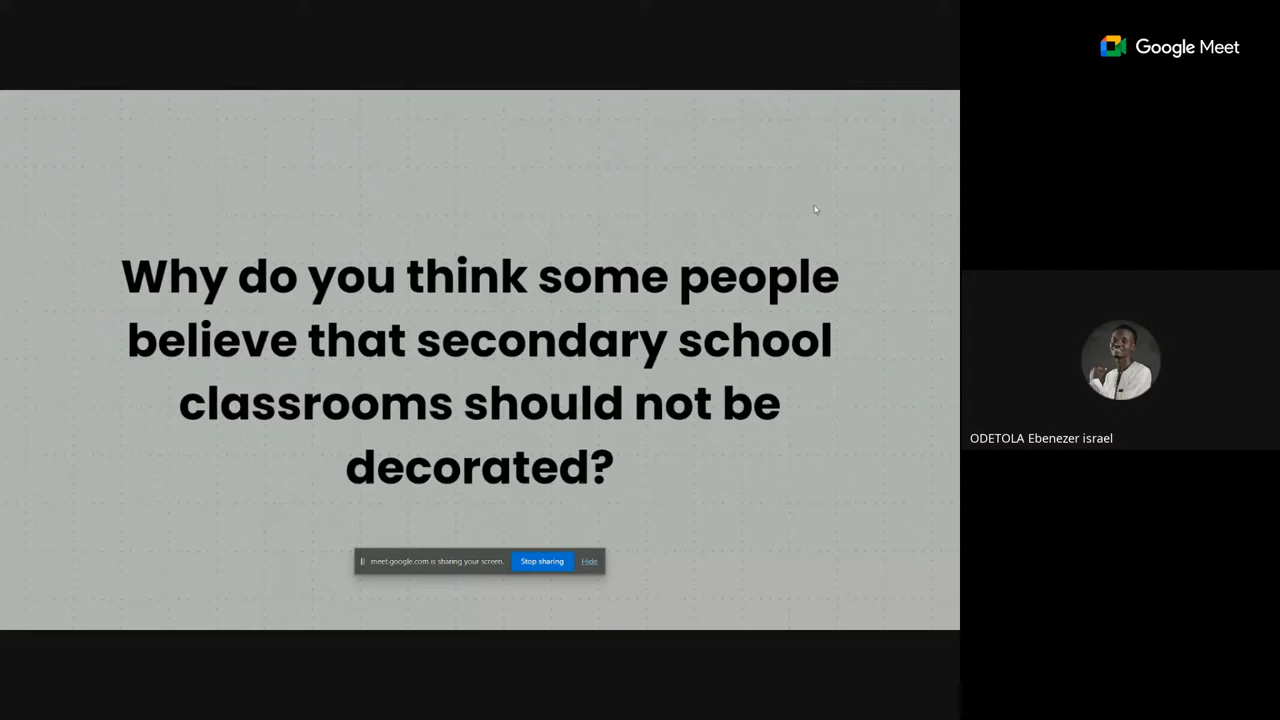 Google Meet
Why do you think some people
believe that secondary school
classrooms should not be
decorated?
ODETOLA Ebenezer israel
meet.google.com is sharing your screen. Stop sharing Hide